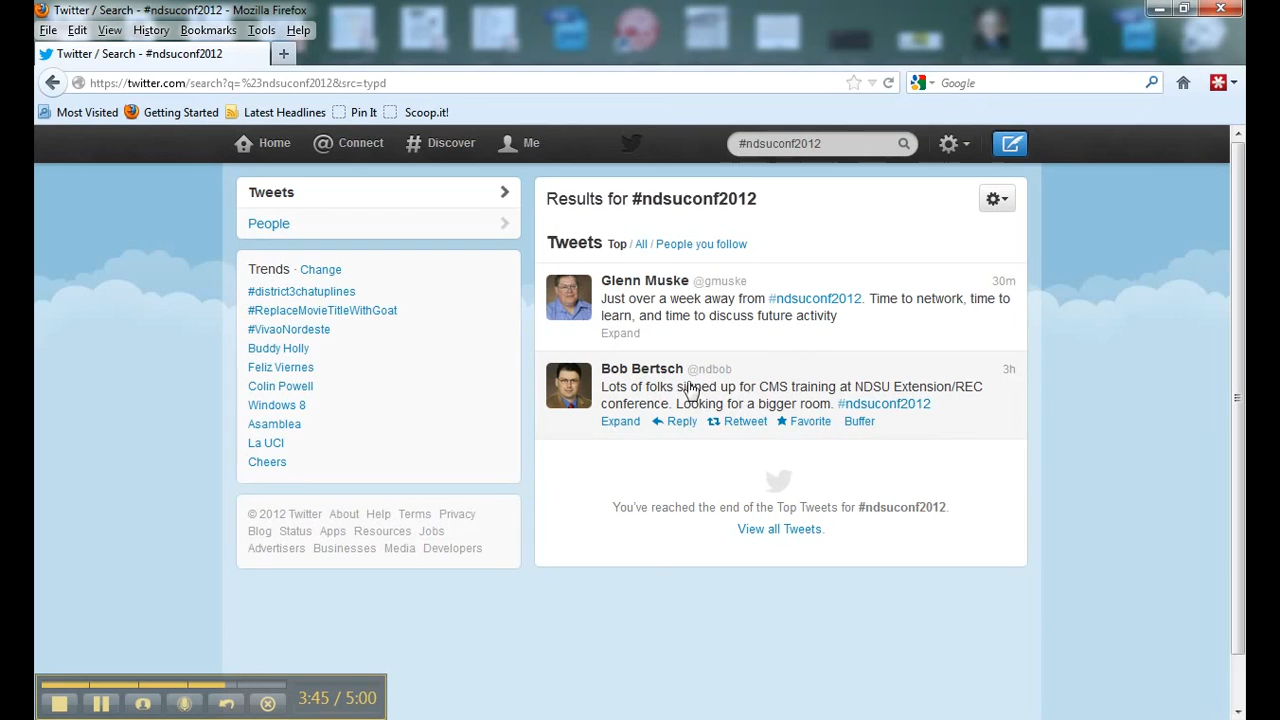 Twitter / Search - #ndsuconf2012 - Mozilla Firefox
File Edit View History Bookmarks Tools Help
Twitter / Search - #ndsuconf2012
https://twitter.com/search?q=%23ndsuconf2012&src=typd
Google
Most Visited Getting Started Latest Headlines Pin It Scoop.it!
Home Connect Discover Me
#ndsuconf2012
Tweets
People
Trends · Change
#district3chatuplines
#ReplaceMovieTitleWithGoat
#VivaoNordeste
Buddy Holly
Feliz Viernes
Colin Powell
Windows 8
Asamblea
La UCI
Cheers
© 2012 Twitter About Help Terms Privacy
Blog Status Apps Resources Jobs
Advertisers Businesses Media Developers
Results for #ndsuconf2012
Tweets Top / All / People you follow
Glenn Muske @gmuske 30m
Just over a week away from #ndsuconf2012. Time to network, time to
learn, and time to discuss future activity
Expand
Bob Bertsch @ndbob 3h
Lots of folks signed up for CMS training at NDSU Extension/REC
conference. Looking for a bigger room. #ndsuconf2012
Expand Reply Retweet Favorite Buffer
You've reached the end of the Top Tweets for #ndsuconf2012.
View all Tweets.
3:45 / 5:00